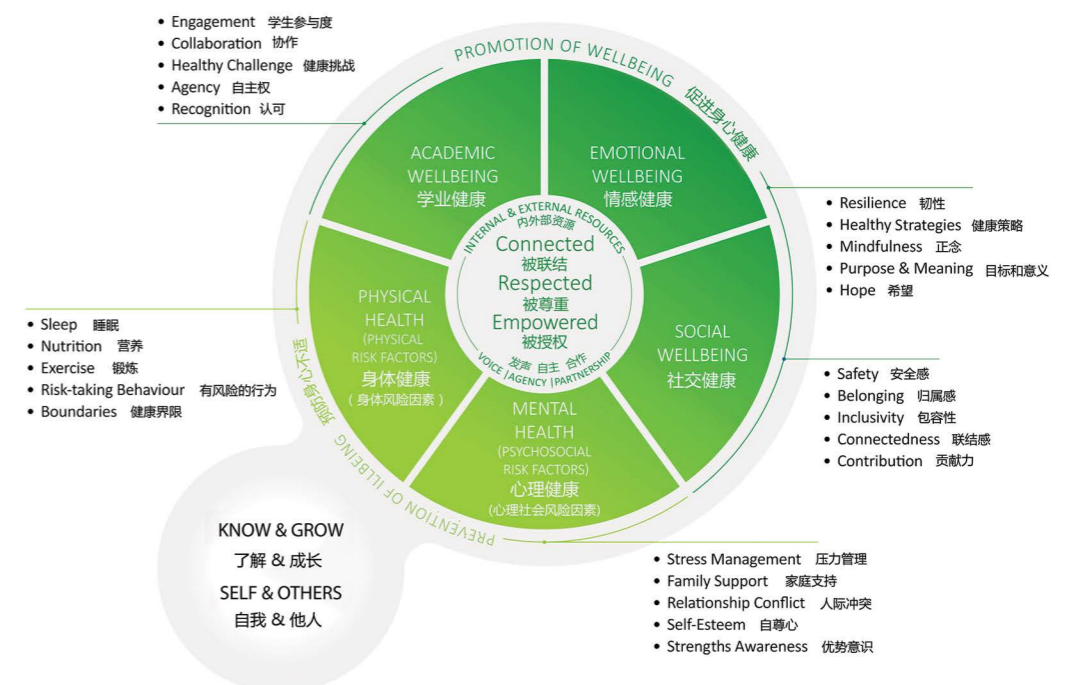 • Engagement 学生参与度
• Collaboration 协作
• Healthy Challenge 健康挑战
• Agency 自主权
• Recognition 认可
PROMOTION OF WELLBEING 促进身心健康
ACADEMIC
WELLBEING
学业健康
EMOTIONAL
WELLBEING
情感健康
• Resilience 韧性
• Healthy Strategies 健康策略
• Mindfulness 正念
• Purpose & Meaning 目标和意义
• Hope 希望
INTERNAL & EXTERNAL RESOURCES
内外部资源
Connected
被联结
Respected
被尊重
Empowered
被授权
发声 自主 合作
VOICE | AGENCY | PARTNERSHIP
PHYSICAL
HEALTH
(PHYSICAL
RISK FACTORS)
身体健康
(身体风险因素)
SOCIAL
WELLBEING
社交健康
• Sleep 睡眠
• Nutrition 营养
• Exercise 锻炼
• Risk-taking Behaviour 有风险的行为
• Boundaries 健康界限
• Safety 安全感
• Belonging 归属感
• Inclusivity 包容性
• Connectedness 联结感
• Contribution 贡献力
MENTAL
HEALTH
(PSYCHOSOCIAL
RISK FACTORS)
心理健康
(心理社会风险因素)
PREVENTION OF ILLBEING 预防身心不适
KNOW & GROW
了解 & 成长
SELF & OTHERS
自我 & 他人
• Stress Management 压力管理
• Family Support 家庭支持
• Relationship Conflict 人际冲突
• Self-Esteem 自尊心
• Strengths Awareness 优势意识